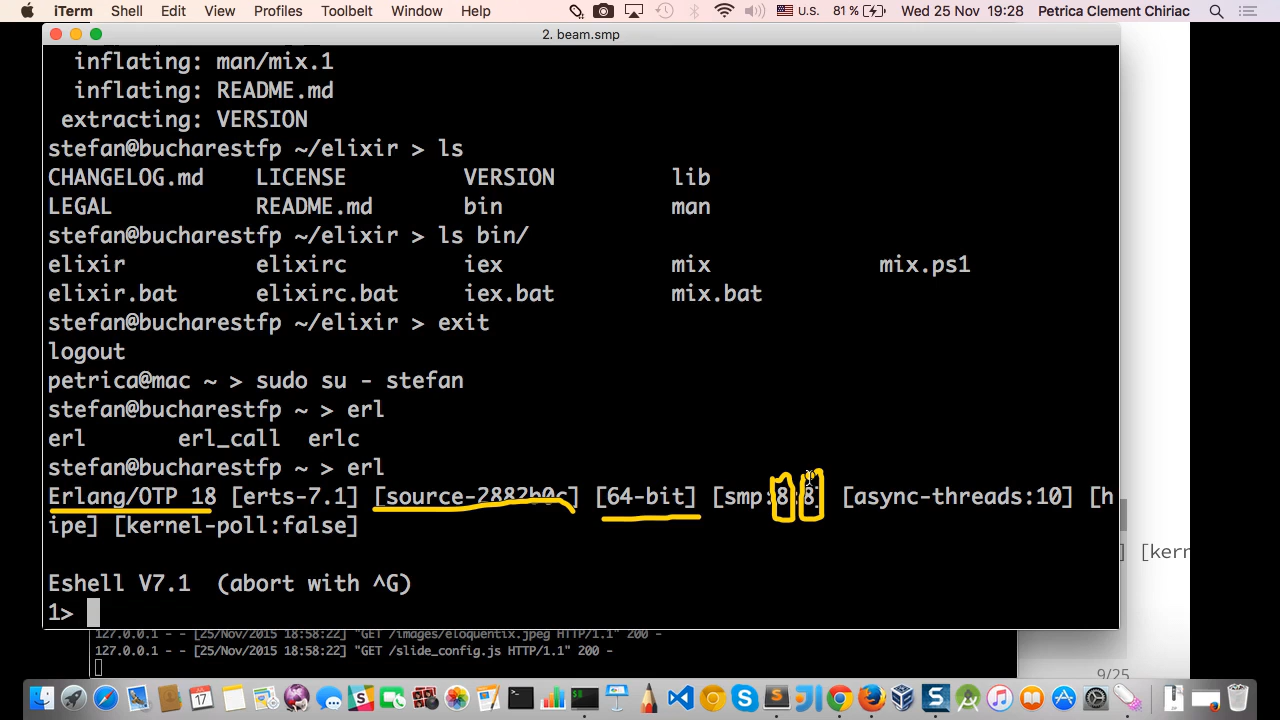 iTerm Shell Edit View Profiles Toolbelt Window Help U.S. 81% Wed 25 Nov 19:28 Petrica Clement Chiriac
2. beam.smp
inflating: man/mix.1
inflating: README.md
extracting: VERSION
stefan@bucharestfp ~/elixir > ls
CHANGELOG.md LICENSE VERSION lib
LEGAL README.md bin man
stefan@bucharestfp ~/elixir > ls bin/
elixir elixirc iex mix mix.ps1
elixir.bat elixirc.bat iex.bat mix.bat
stefan@bucharestfp ~/elixir > exit
logout
petrica@mac ~ > sudo su - stefan
stefan@bucharestfp ~ > erl
erl erl_call erlc
stefan@bucharestfp ~ > erl
Erlang/OTP 18 [erts-7.1] [source-2882b0c] [64-bit] [smp:8:8] [async-threads:10] [h
ipe] [kernel-poll:false]
] [kern
Eshell V7.1 (abort with ^G)
1>
127.0.0.1 - - [25/Nov/2015 18:58:22] "GET /images/eloquentix.jpeg HTTP/1.1" 200 -
127.0.0.1 - - [25/Nov/2015 18:58:22] "GET /slide_config.js HTTP/1.1" 200 -
9/25
17